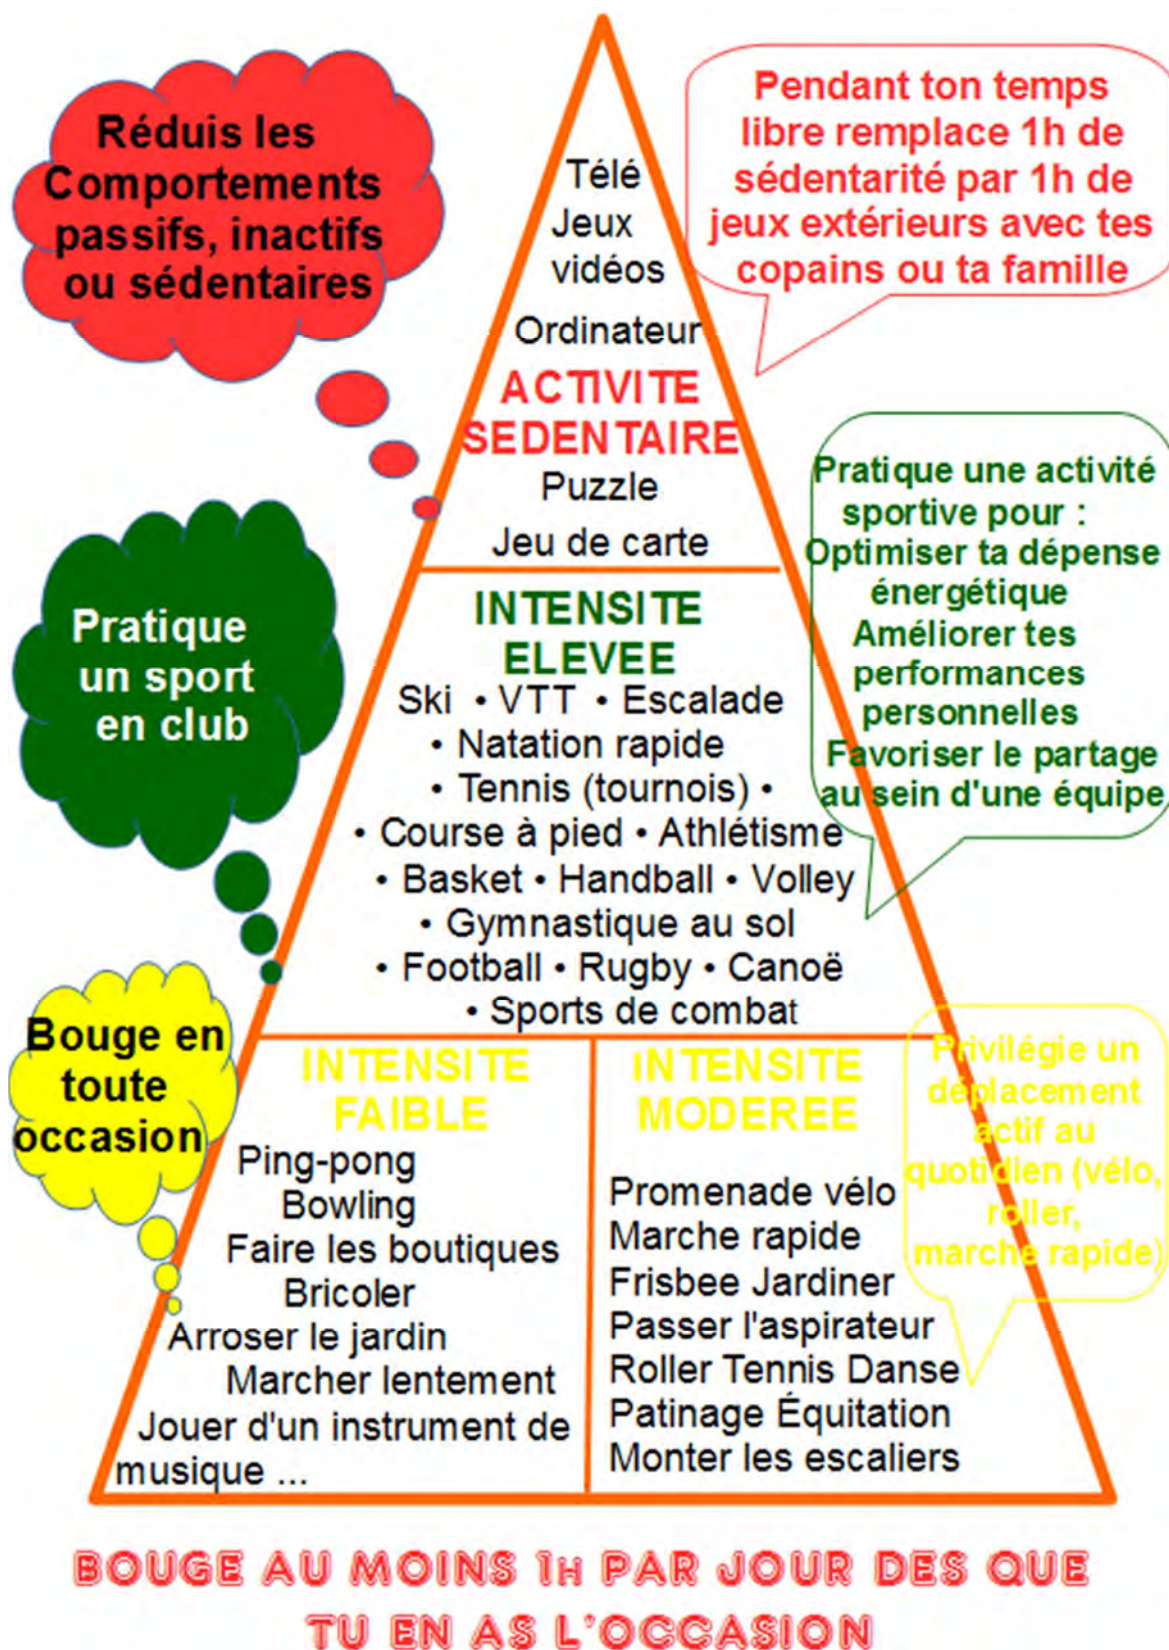 Réduis les
Comportements
passifs, inactifs
ou sédentaires
Pendant ton temps
libre remplace 1h de
sédentarité par 1h de
jeux extérieurs avec tes
copains ou ta famille
Télé
Jeux
vidéos
Ordinateur
ACTIVITE
SEDENTAIRE
Puzzle
Jeu de carte
Pratique
un sport
en club
INTENSITE
ELEVEE
Ski • VTT • Escalade
• Natation rapide
• Tennis (tournois) •
• Course à pied • Athlétisme
• Basket • Handball • Volley
• Gymnastique au sol
• Football • Rugby • Canoë
• Sports de combat
Pratique une activité
sportive pour :
Optimiser ta dépense
énergétique
Améliorer tes
performances
personnelles
Favoriser le partage
au sein d'une équipe
Bouge en
toute
occasion
INTENSITE
FAIBLE
Ping-pong
Bowling
Faire les boutiques
Bricoler
Arroser le jardin
Marcher lentement
Jouer d'un instrument de
musique ...
INTENSITE
MODEREE
Promenade vélo
Marche rapide
Frisbee Jardiner
Passer l'aspirateur
Roller Tennis Danse
Patinage Équitation
Monter les escaliers
Privilégie un
déplacement
actif au
quotidien (vélo,
roller,
marche rapide)
BOUGE AU MOINS 1H PAR JOUR DES QUE
TU EN AS L'OCCASION